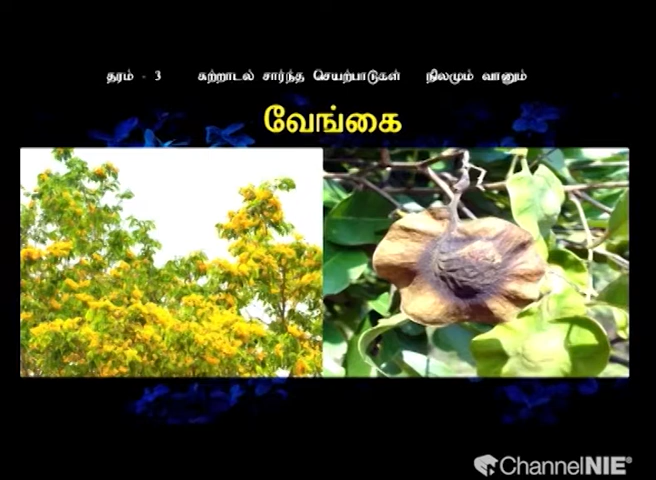 தரம் - 3 சுற்றாடல் சார்ந்த செயற்பாடுகள் நிலமும் வானும்
வேங்கை
ChannelNIE®